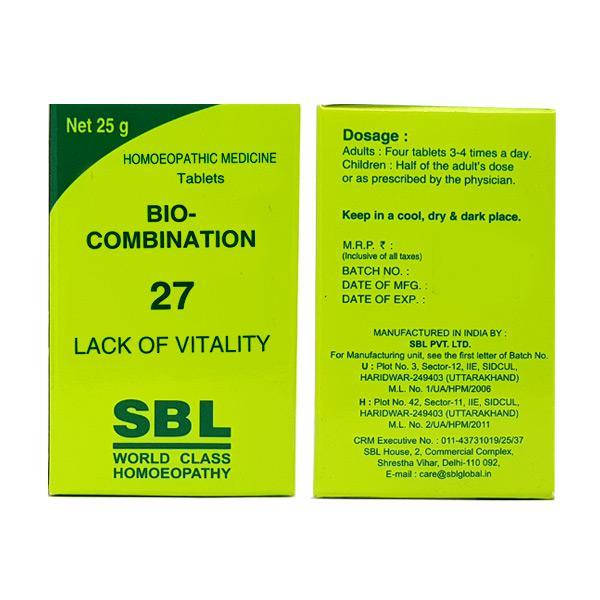 Net 25 g
HOMOEOPATHIC MEDICINE
Tablets
BIO-
COMBINATION
27
LACK OF VITALITY
SBL
WORLD CLASS
HOMOEOPATHY
Dosage :
Adults : Four tablets 3-4 times a day.
Children : Half of the adult's dose
or as prescribed by the physician.
Keep in a cool, dry & dark place.
M.R.P. ₹ :
(Inclusive of all taxes)
BATCH NO. :
DATE OF MFG. :
DATE OF EXP. :
MANUFACTURED IN INDIA BY :
SBL PVT. LTD.
For Manufacturing unit, see the first letter of Batch No.
U : Plot No. 3, Sector-12, IIE, SIDCUL,
HARIDWAR-249403 (UTTARAKHAND)
M.L. No. 1/UA/HPM/2006
H : Plot No. 42, Sector-11, IIE, SIDCUL,
HARIDWAR-249403 (UTTARAKHAND)
M.L. No. 2/UA/HPM/2011
CRM Executive No. : 011-43731019/25/37
SBL House, 2, Commercial Complex,
Shrestha Vihar, Delhi-110 092,
E-mail : care@sblglobal.in